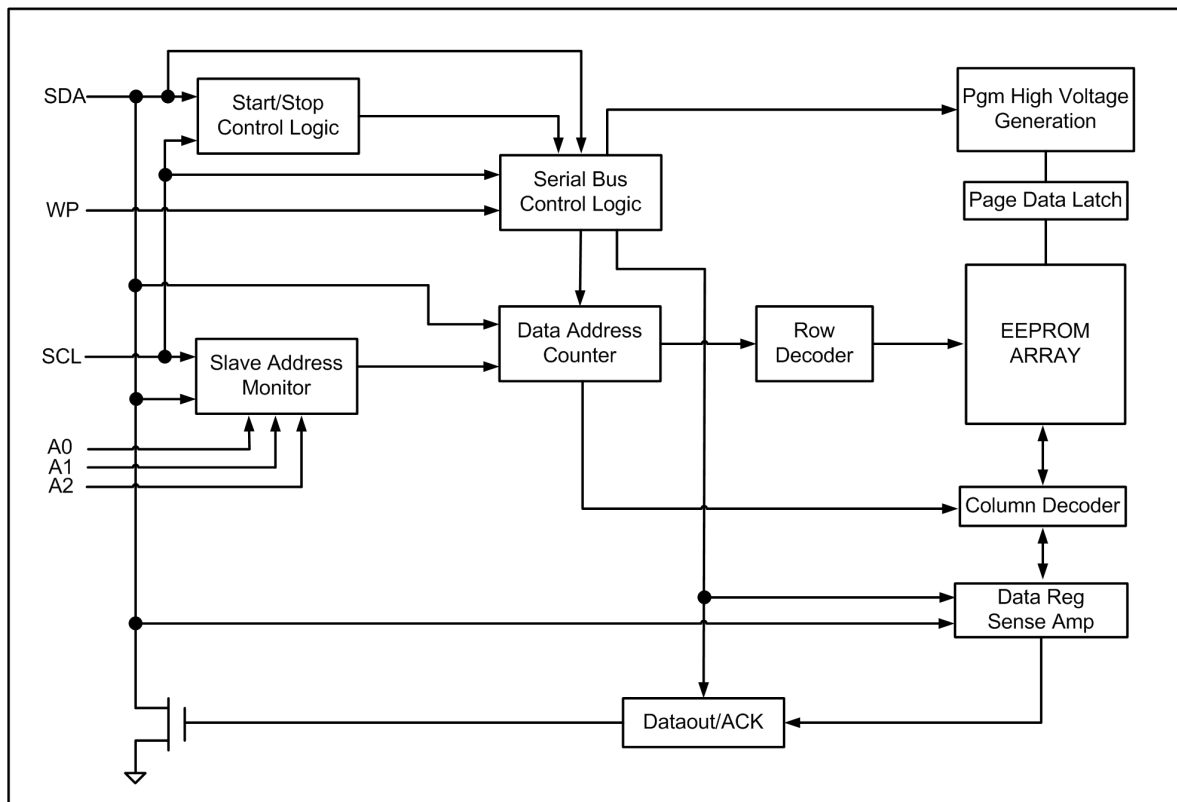 SDA
Start/Stop
Control Logic
Pgm High Voltage
Generation
Serial Bus
Control Logic
WP
Page Data Latch
Data Address
Counter
Row
Decoder
EEPROM
ARRAY
SCL
Slave Address
Monitor
A0
A1
A2
Column Decoder
Data Reg
Sense Amp
Dataout/ACK